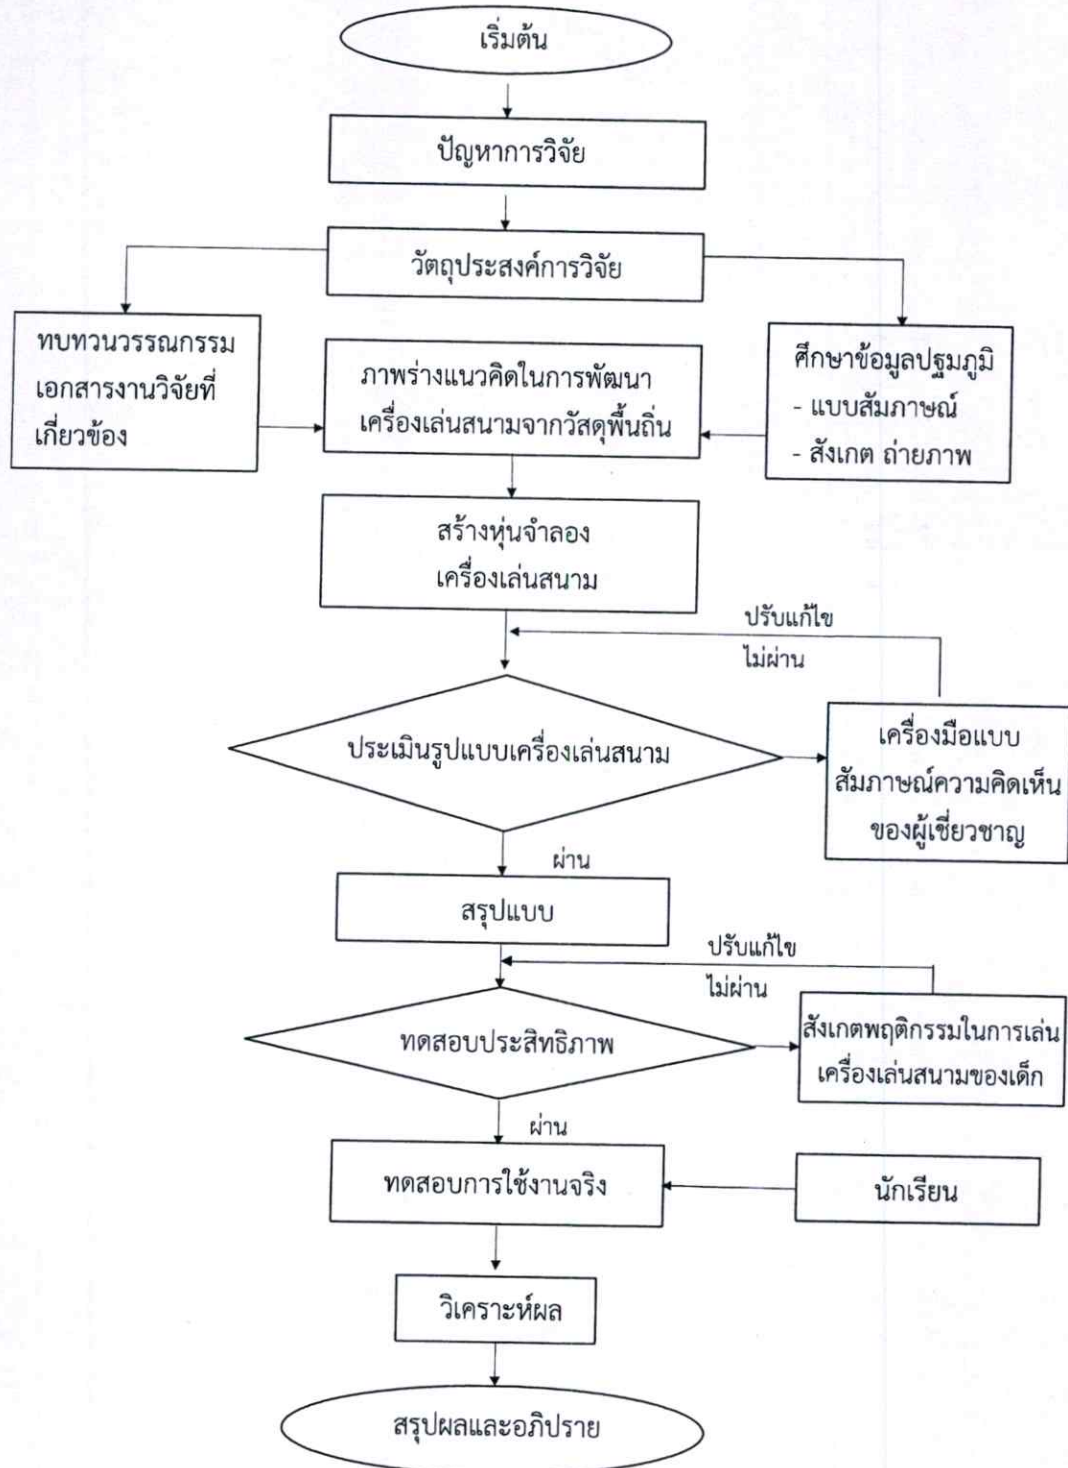 เริ่มต้น
ปัญหาการวิจัย
วัตถุประสงค์การวิจัย
ทบทวนวรรณกรรม
เอกสารงานวิจัยที่
เกี่ยวข้อง
ภาพร่างแนวคิดในการพัฒนา
เครื่องเล่นสนามจากวัสดุพื้นถิ่น
ศึกษาข้อมูลปฐมภูมิ
- แบบสัมภาษณ์
- สังเกต ถ่ายภาพ
สร้างหุ่นจำลอง
เครื่องเล่นสนาม
ปรับแก้ไข
ไม่ผ่าน
ประเมินรูปแบบเครื่องเล่นสนาม
เครื่องมือแบบ
สัมภาษณ์ความคิดเห็น
ของผู้เชี่ยวชาญ
ผ่าน
สรุปแบบ
ปรับแก้ไข
ไม่ผ่าน
ทดสอบประสิทธิภาพ
สังเกตพฤติกรรมในการเล่น
เครื่องเล่นสนามของเด็ก
ผ่าน
ทดสอบการใช้งานจริง
นักเรียน
วิเคราะห์ผล
สรุปผลและอภิปราย